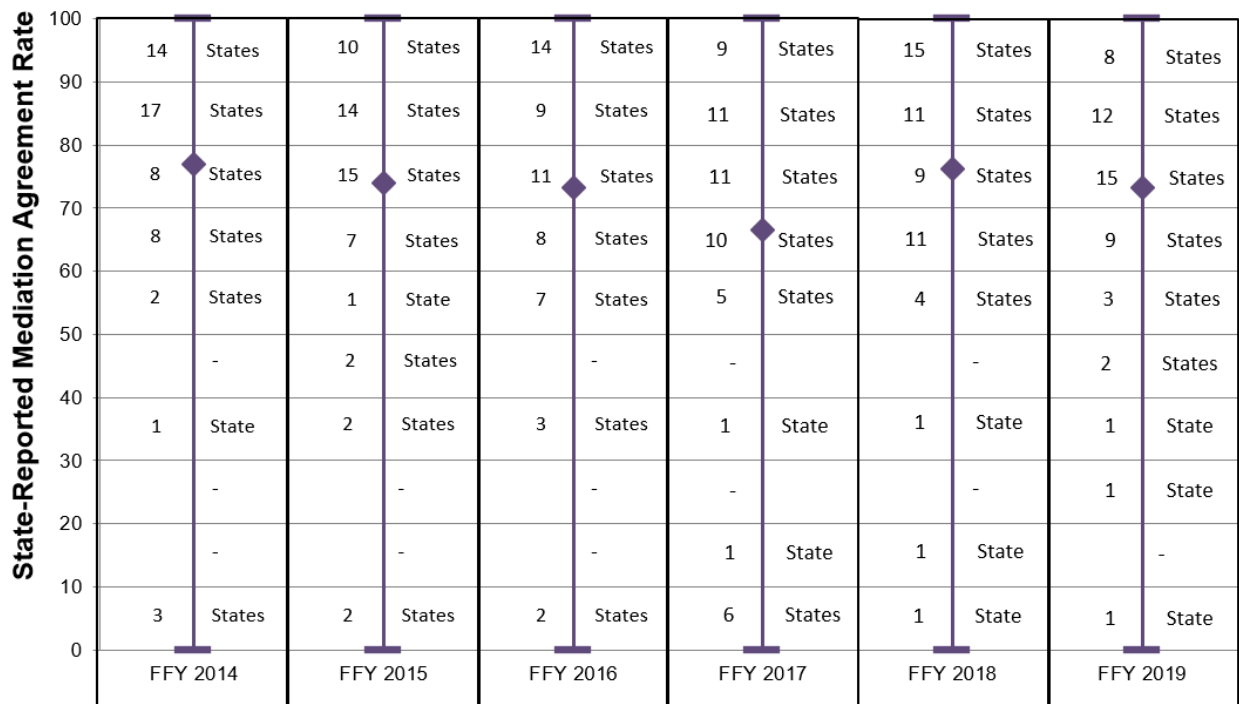 State-Reported Mediation Agreement Rate
100
14 States 10 States 14 States 9 States 15 States 8 States
90
17 States 14 States 9 States 11 States 11 States 12 States
80
8 States 15 States 11 States 11 States 9 States 15 States
70
8 States 7 States 8 States 10 States 11 States 9 States
60
2 States 1 State 7 States 5 States 4 States 3 States
50
- 2 States - - - 2 States
40
1 State 2 States 3 States 1 State 1 State 1 State
30
- - - - - 1 State
20
- - - 1 State 1 State -
10
3 States 2 States 2 States 6 States 1 State 1 State
0
FFY 2014 FFY 2015 FFY 2016 FFY 2017 FFY 2018 FFY 2019